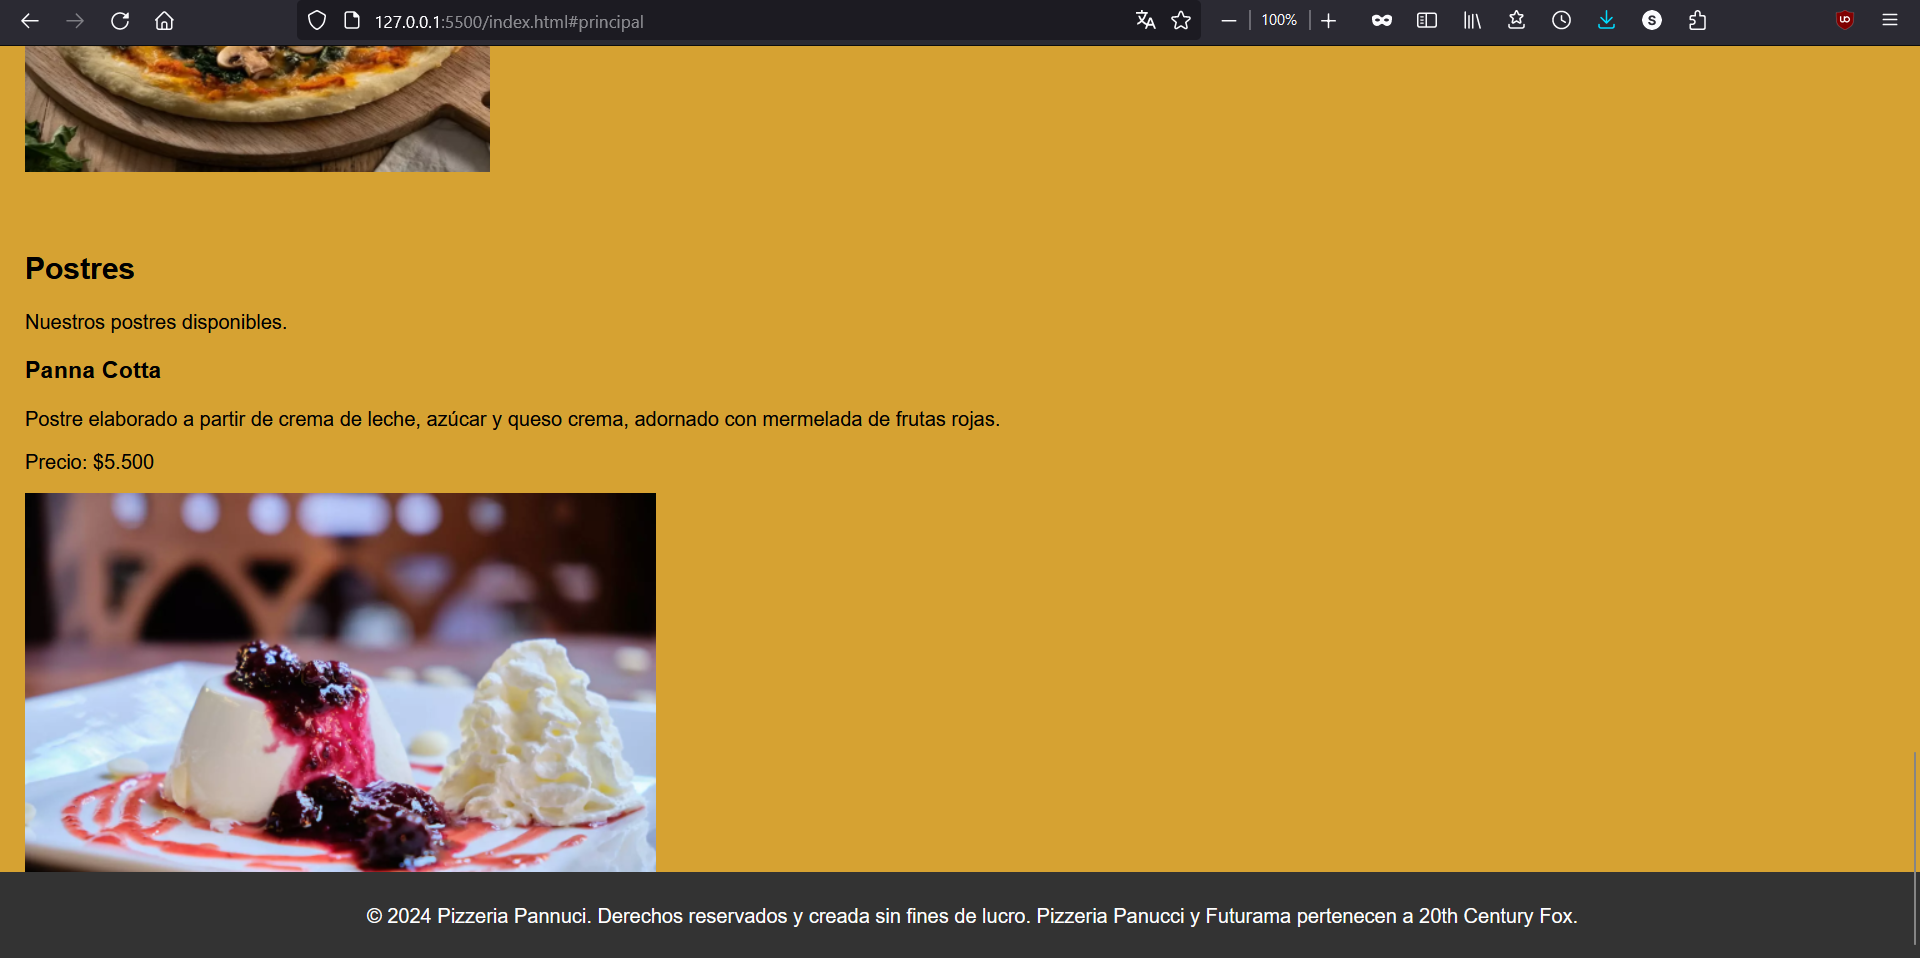 127.0.0.1:5500/index.html#principal
100%
S
Postres
Nuestros postres disponibles.
Panna Cotta
Postre elaborado a partir de crema de leche, azúcar y queso crema, adornado con mermelada de frutas rojas.
Precio: $5.500
© 2024 Pizzeria Pannuci. Derechos reservados y creada sin fines de lucro. Pizzeria Panucci y Futurama pertenecen a 20th Century Fox.